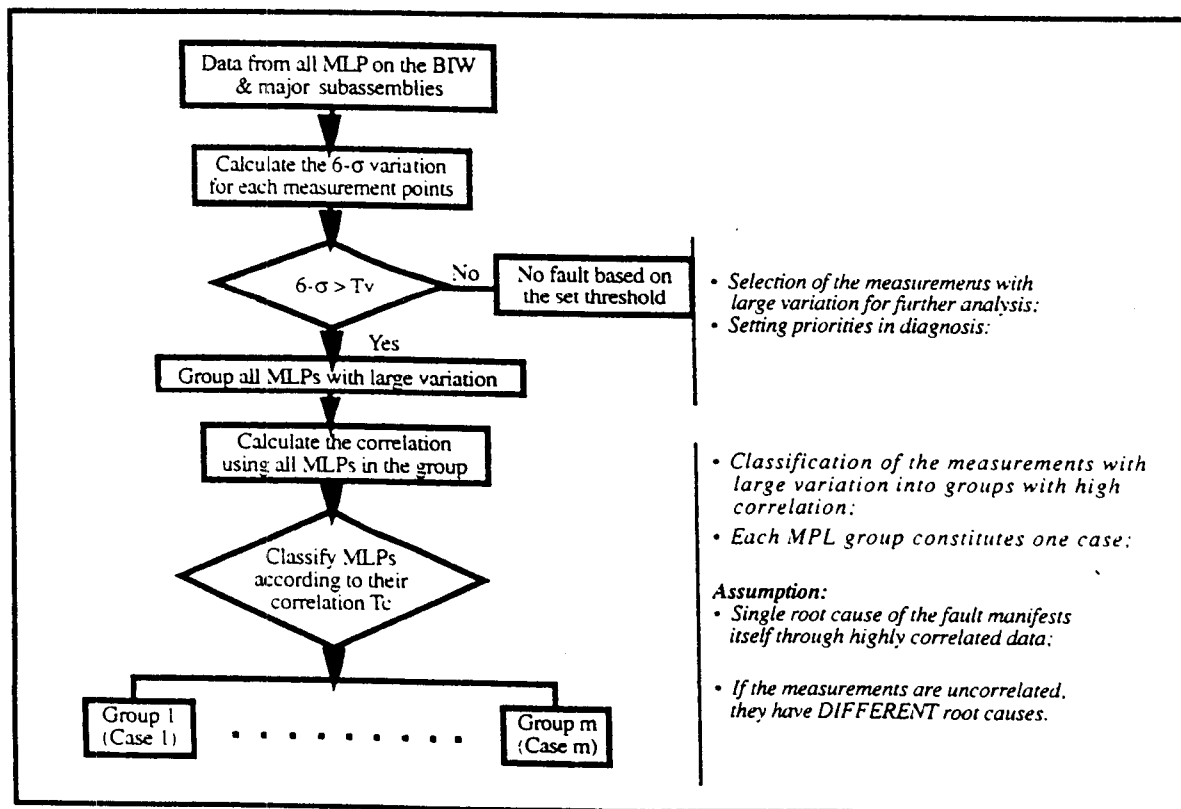 Data from all MLP on the BIW
& major subassemblies
Calculate the 6-σ variation
for each measurement points
6-σ > Tv
No
No fault based on
the set threshold
Yes
Group all MLPs with large variation
Calculate the correlation
using all MLPs in the group
Classify MLPs
according to their
correlation Tc
Group 1
(Case 1)
Group m
(Case m)
• Selection of the measurements with
large variation for further analysis;
• Setting priorities in diagnosis;
• Classification of the measurements with
large variation into groups with high
correlation;
• Each MPL group constitutes one case;
Assumption:
• Single root cause of the fault manifests
itself through highly correlated data;
• If the measurements are uncorrelated,
they have DIFFERENT root causes.